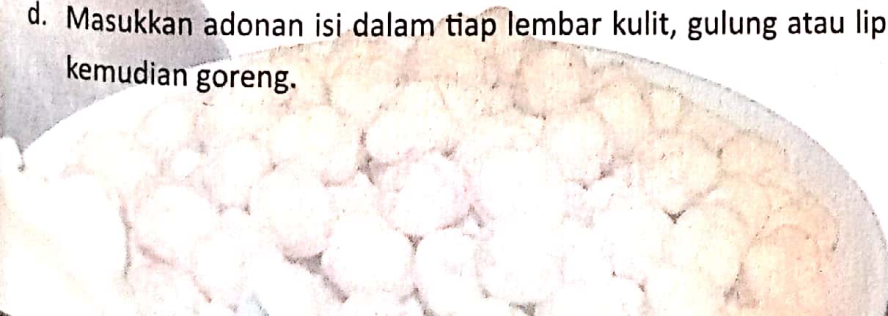 d. Masukkan adonan isi dalam tiap lembar kulit, gulung atau lip
kemudian goreng.